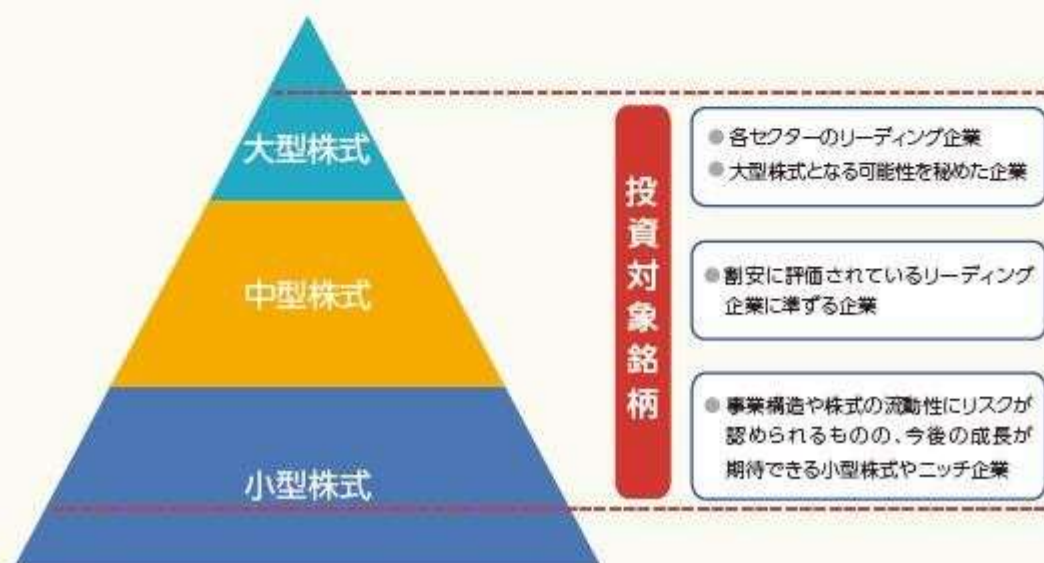 大型株式
中型株式
小型株式
投資対象銘柄
● 各セクターのリーディング企業
● 大型株式となる可能性を秘めた企業
● 割安に評価されているリーディング
企業に準ずる企業
● 事業構造や株式の流動性にリスクが
認められるものの、今後の成長が
期待できる小型株式やニッチ企業